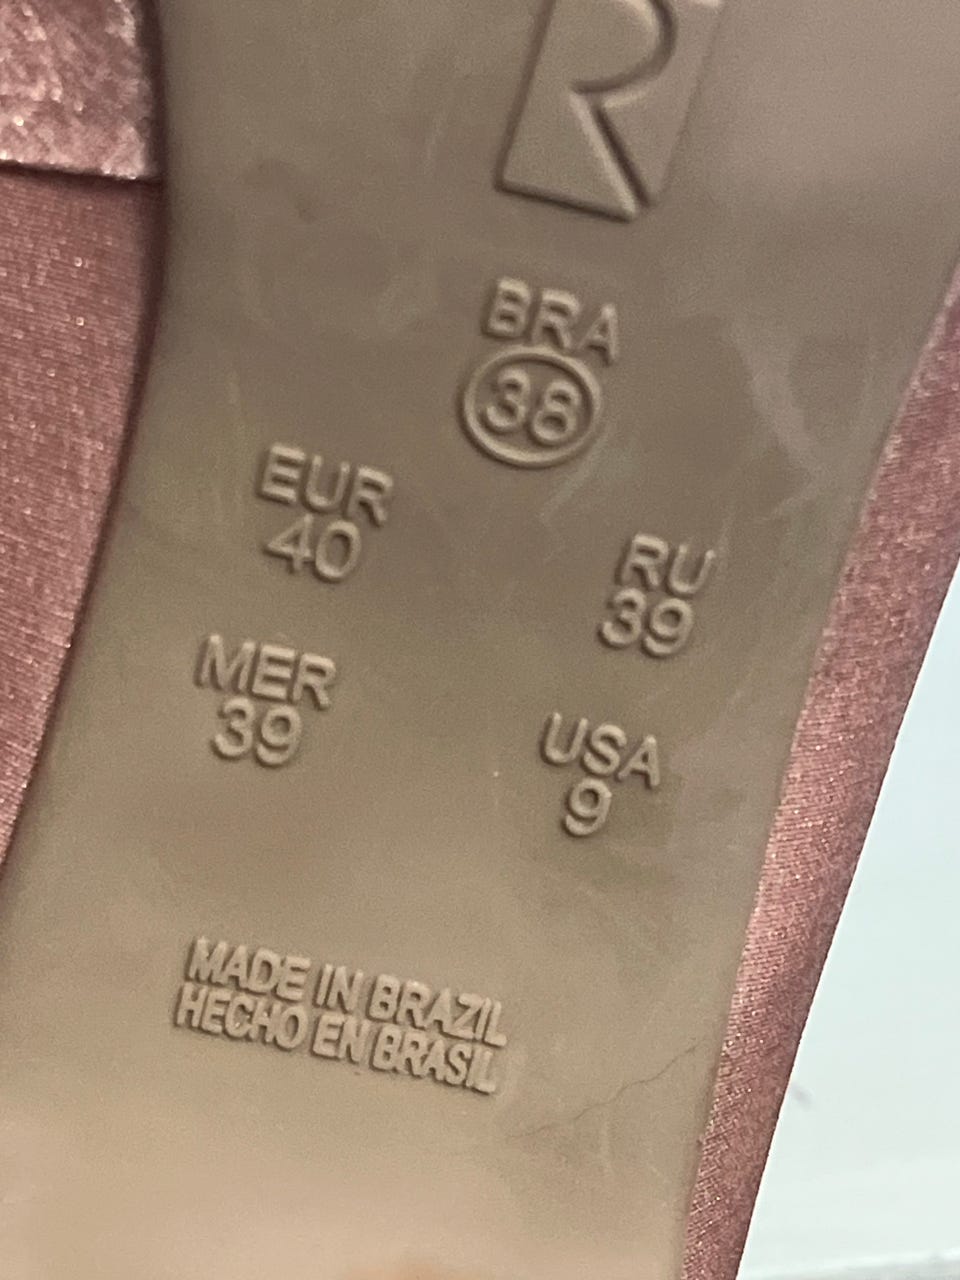 R
BRA
38
EUR
40
RU
39
MER
39
USA
9
MADE IN BRAZIL
HECHO EN BRASIL